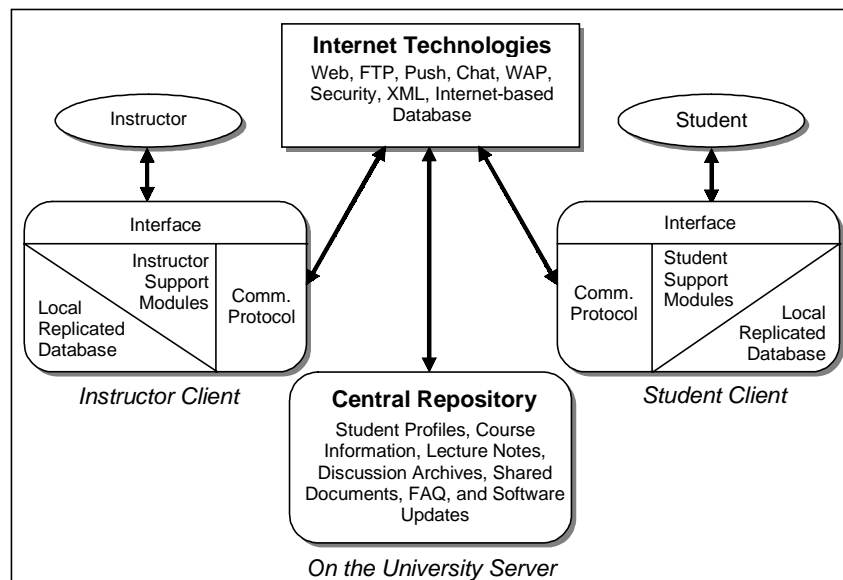 Internet Technologies
Web, FTP, Push, Chat, WAP,
Security, XML, Internet-based
Database
Instructor
Student
Interface
Instructor
Support
Modules
Local
Replicated
Database
Comm.
Protocol
Instructor Client
Interface
Comm.
Protocol
Student
Support
Modules
Local
Replicated
Database
Student Client
Central Repository
Student Profiles, Course
Information, Lecture Notes,
Discussion Archives, Shared
Documents, FAQ, and Software
Updates
On the University Server